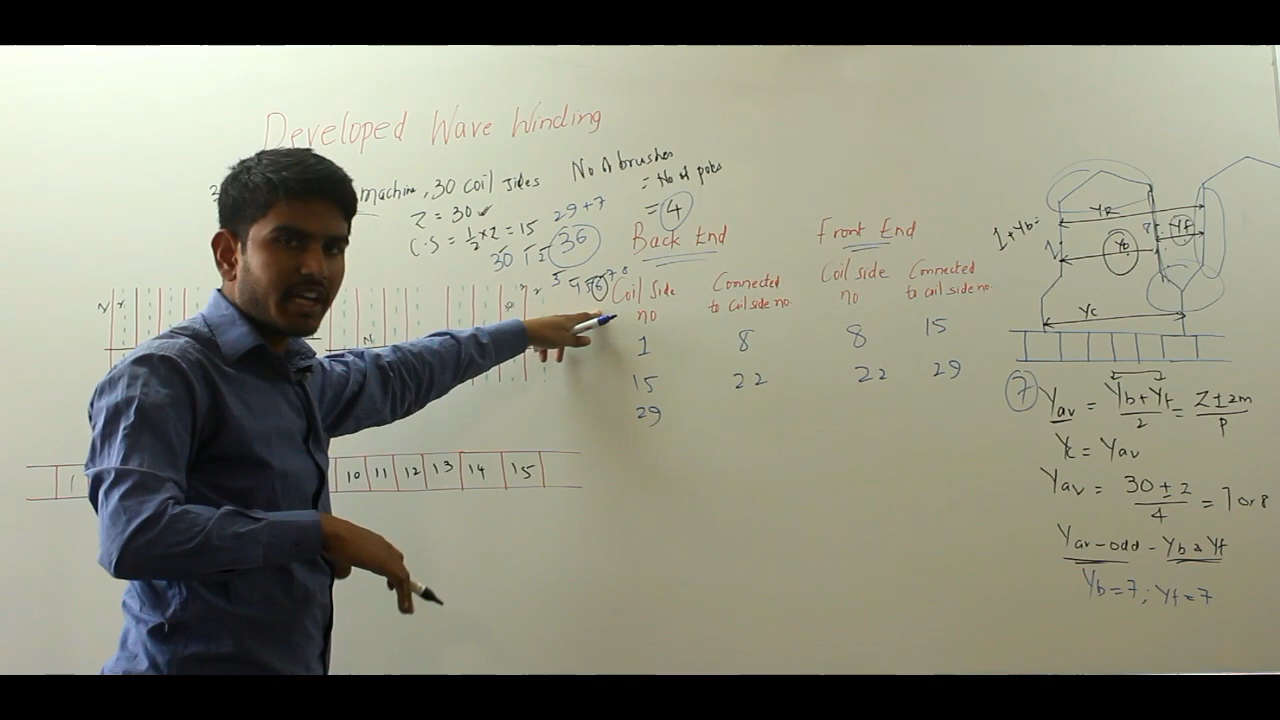 Developed Wave Winding
machine, 30 coil sides
Z = 30
C.S = 1/2 × Z = 15
29+7
36
No of brushes
= No of poles
= 4
Back End
Front End
Coil Side no
Connected to coil side no.
Coil side no
Connected to coil side no.
1 8 8 15
15 22 22 29
29
10 11 12 13 14 15
1+Yb=
YR
Yb
Yf
Yc
7
Yav = Yb+Yf/2 = Z±2m/P
Yc = Yav
Yav = 30±2/4 = 7 or 8
Yav-odd - Yb & Yf
Yb=7; Yf=7